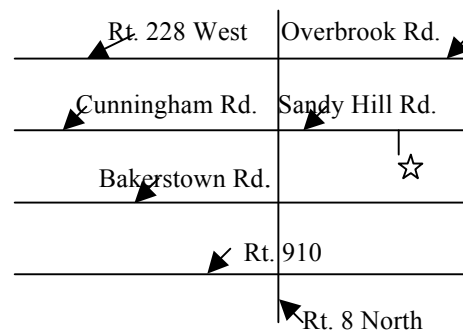 Rt. 228 West
Overbrook Rd.
Cunningham Rd.
Sandy Hill Rd.
Bakerstown Rd.
Rt. 910
Rt. 8 North